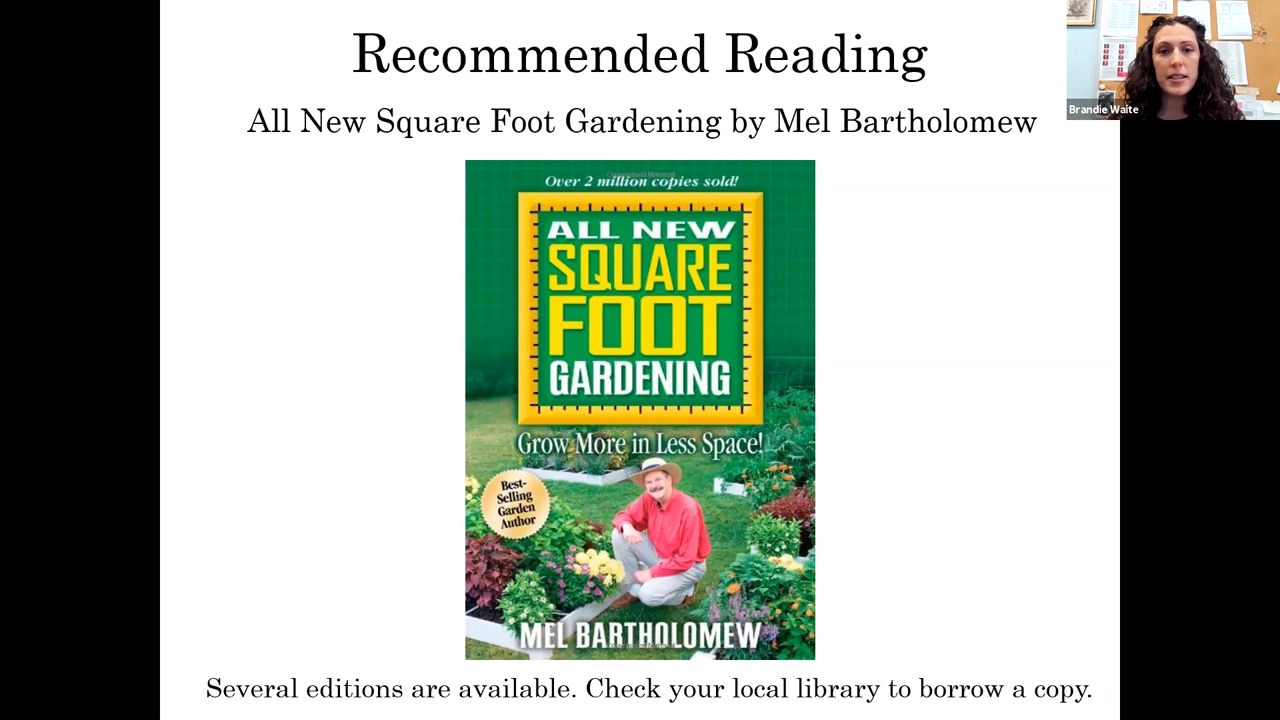 Recommended Reading
All New Square Foot Gardening by Mel Bartholomew
Brandie Waite
Over 2 million copies sold!
ALL NEW
SQUARE
FOOT
GARDENING
Grow More in Less Space!
Best-
Selling
Garden
Author
MEL BARTHOLOMEW
Several editions are available. Check your local library to borrow a copy.